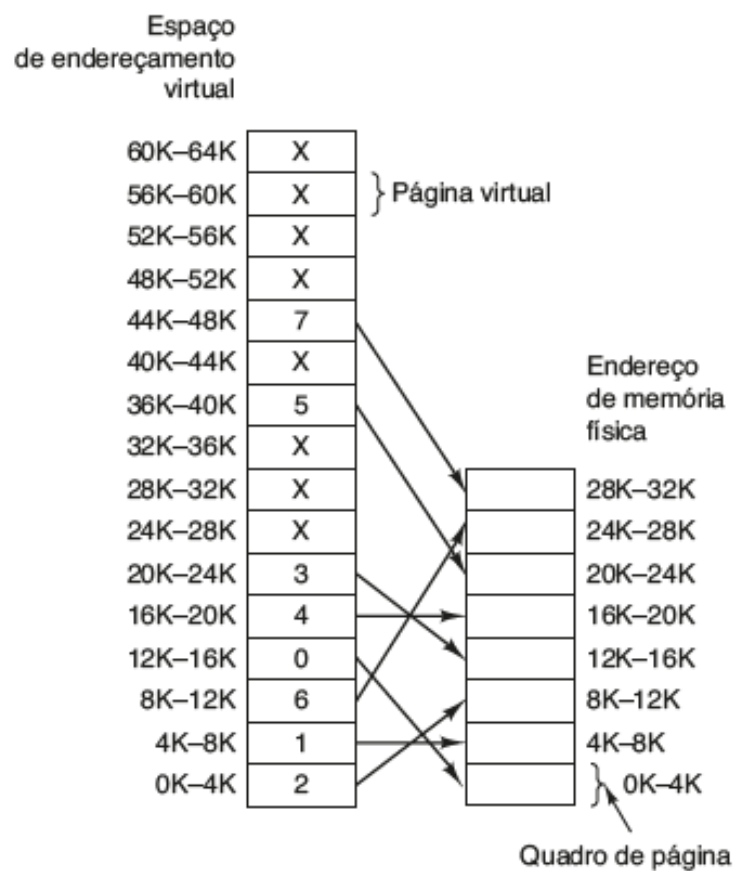 Espaço
de endereçamento
virtual
60K–64K X
56K–60K X Página virtual
52K–56K X
48K–52K X
44K–48K 7
40K–44K X
36K–40K 5
32K–36K X
28K–32K X
24K–28K X
20K–24K 3
16K–20K 4
12K–16K 0
8K–12K 6
4K–8K 1
0K–4K 2
Endereço
de memória
física
28K–32K
24K–28K
20K–24K
16K–20K
12K–16K
8K–12K
4K–8K
0K–4K
Quadro de página